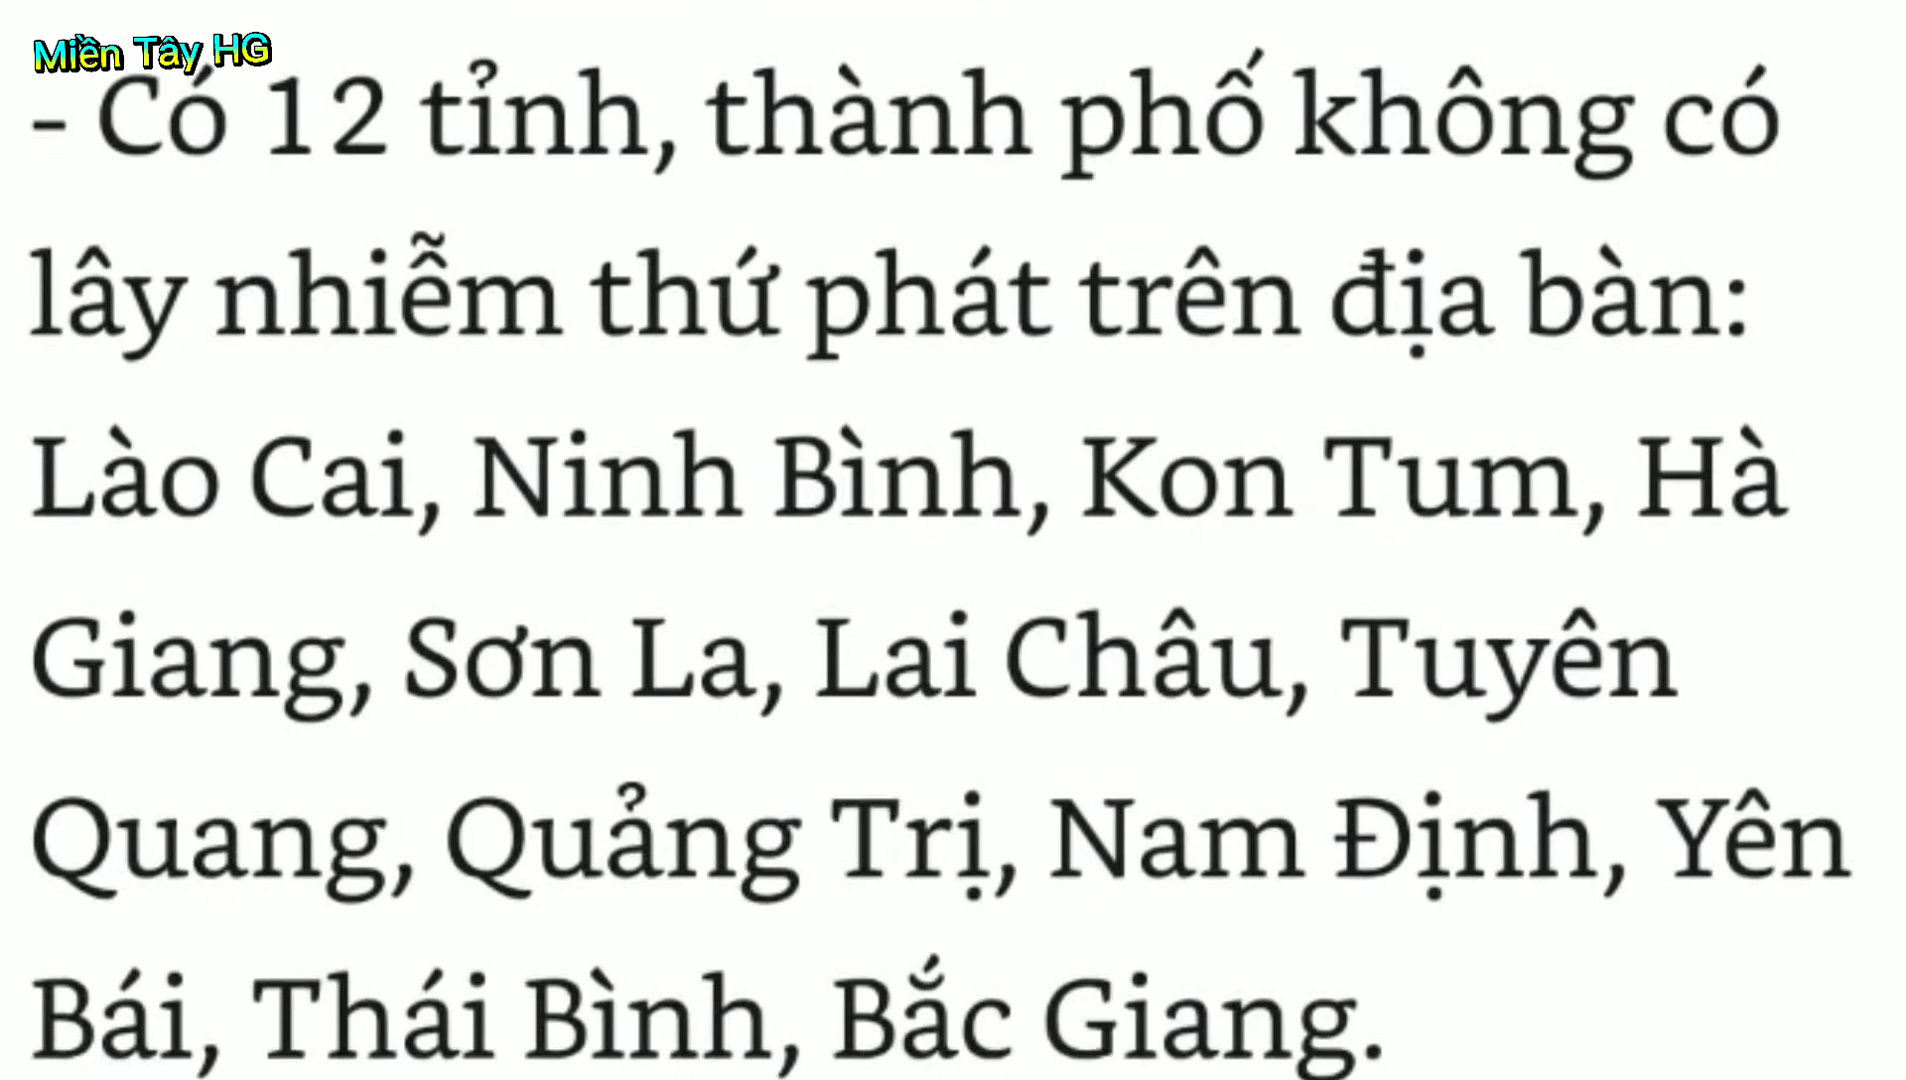 Miền Tây HG
- Có 12 tỉnh, thành phố không có
lây nhiễm thứ phát trên địa bàn:
Lào Cai, Ninh Bình, Kon Tum, Hà
Giang, Sơn La, Lai Châu, Tuyên
Quang, Quảng Trị, Nam Định, Yên
Bái, Thái Bình, Bắc Giang.